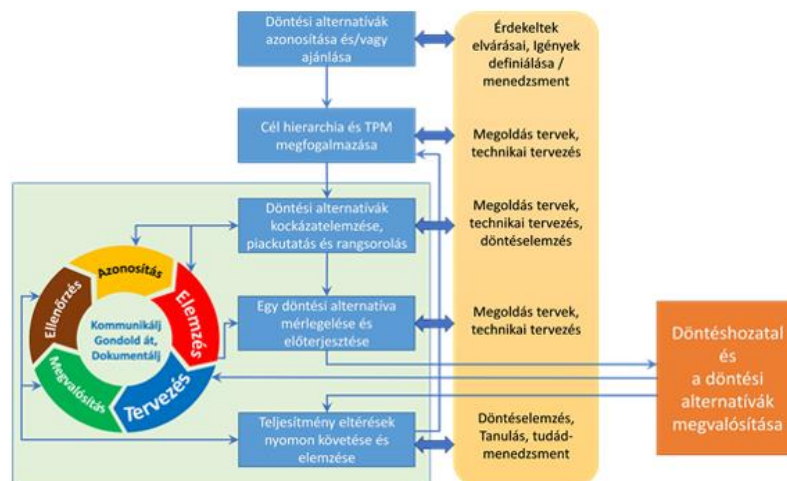 Döntési alternatívák
azonosítása és/vagy
ajánlása
Érdekeltek
elvárásai, Igények
definiálása /
menedzsment
Cél hierarchia és TPM
megfogalmazása
Megoldás tervek,
technikai tervezés
Döntési alternatívák
kockázatelemzése,
piackutatás és rangsorolás
Megoldás tervek,
technikai tervezés,
döntéselemzés
Azonosítás
Elemzés
Tervezés
Megvalósítás
Ellenőrzés
Kommunikálj
Gondold át,
Dokumentálj
Egy döntési alternatíva
mérlegelése és
előterjesztése
Megoldás tervek,
technikai tervezés
Döntéshozatal
és
a döntési
alternatívák
megvalósítása
Teljesítmény eltérések
nyomon követése és
elemzése
Döntéselemzés,
Tanulás, tudád-
menedzsment